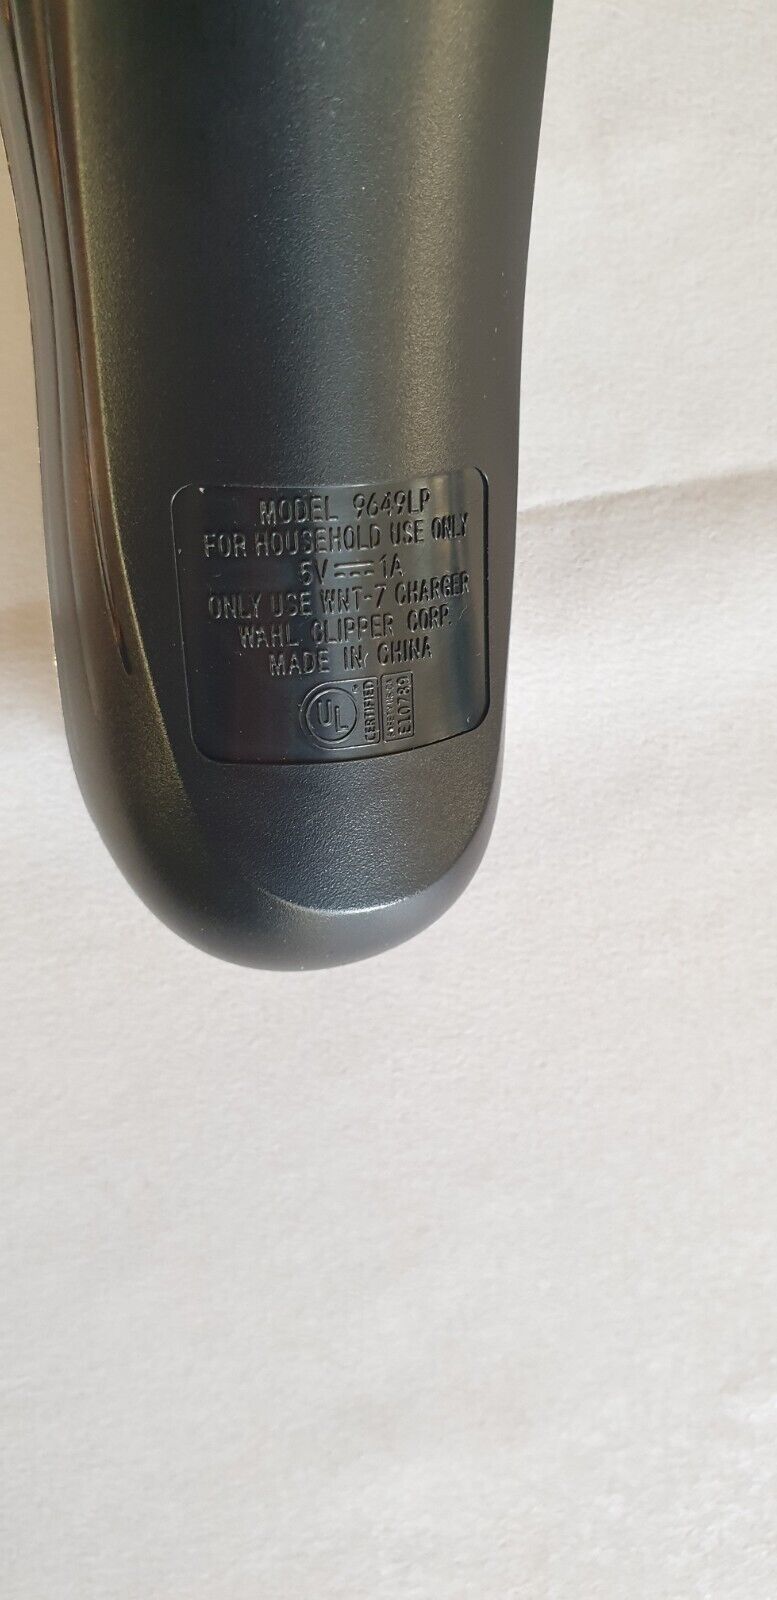 MODEL 9649LP
FOR HOUSEHOLD USE ONLY
5V⎓1A
ONLY USE WNT-7 CHARGER
WAHL CLIPPER CORP.
MADE IN CHINA
UL
CERTIFIED
E10789